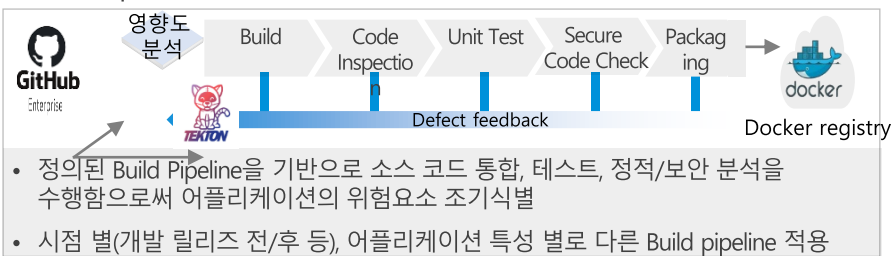 영향도
분석
Build
Code
Inspectio
n
Unit Test
Secure
Code Check
Packag
ing
GitHub
Enterprise
TEKTON
Defect feedback
docker
Docker registry
• 정의된 Build Pipeline을 기반으로 소스 코드 통합, 테스트, 정적/보안 분석을
수행함으로써 어플리케이션의 위험요소 조기식별
• 시점 별(개발 릴리즈 전/후 등), 어플리케이션 특성 별로 다른 Build pipeline 적용